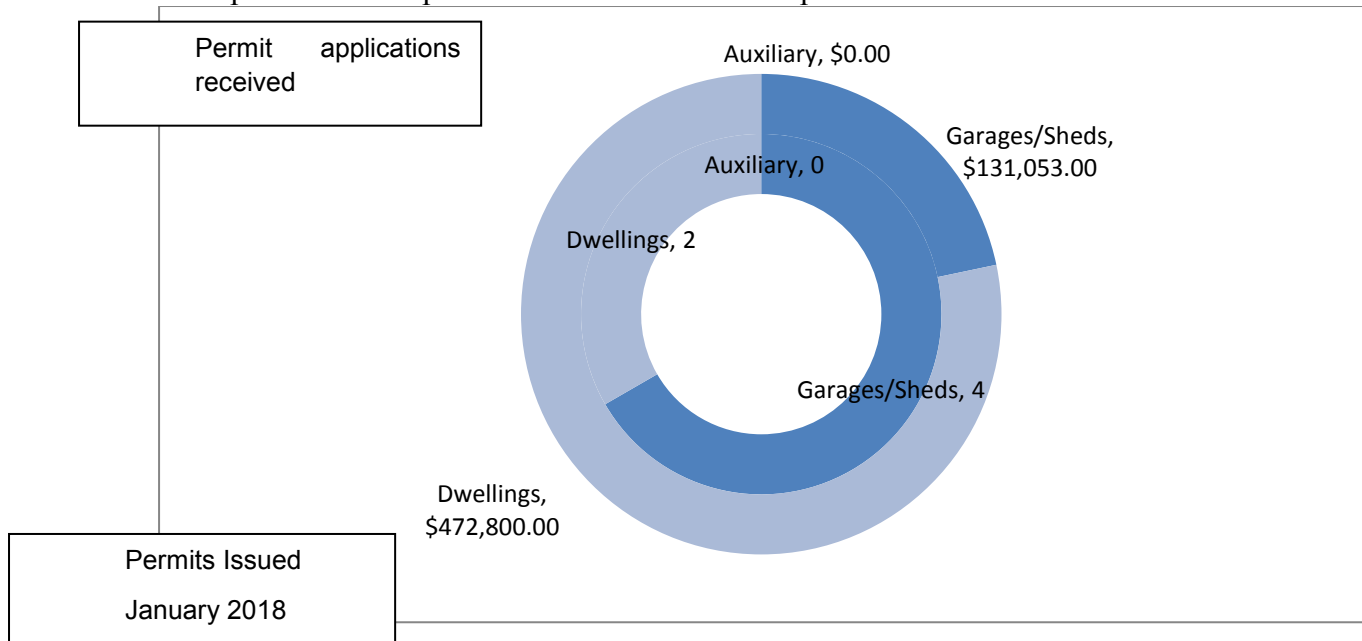 Permit applications
received
Auxiliary, $0.00
Garages/Sheds,
$131,053.00
Auxiliary, 0
Dwellings, 2
Garages/Sheds, 4
Dwellings,
$472,800.00
Permits Issued
January 2018